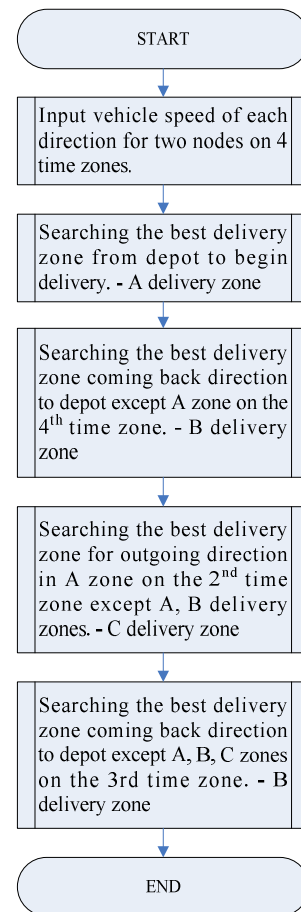 START
Input vehicle speed of each
direction for two nodes on 4
time zones.
Searching the best delivery
zone from depot to begin
delivery. - A delivery zone
Searching the best delivery
zone coming back direction
to depot except A zone on the
4th time zone. - B delivery
zone
Searching the best delivery
zone for outgoing direction
in A zone on the 2nd time
zone except A, B delivery
zones. - C delivery zone
Searching the best delivery
zone coming back direction
to depot except A, B, C zones
on the 3rd time zone. - B
delivery zone
END